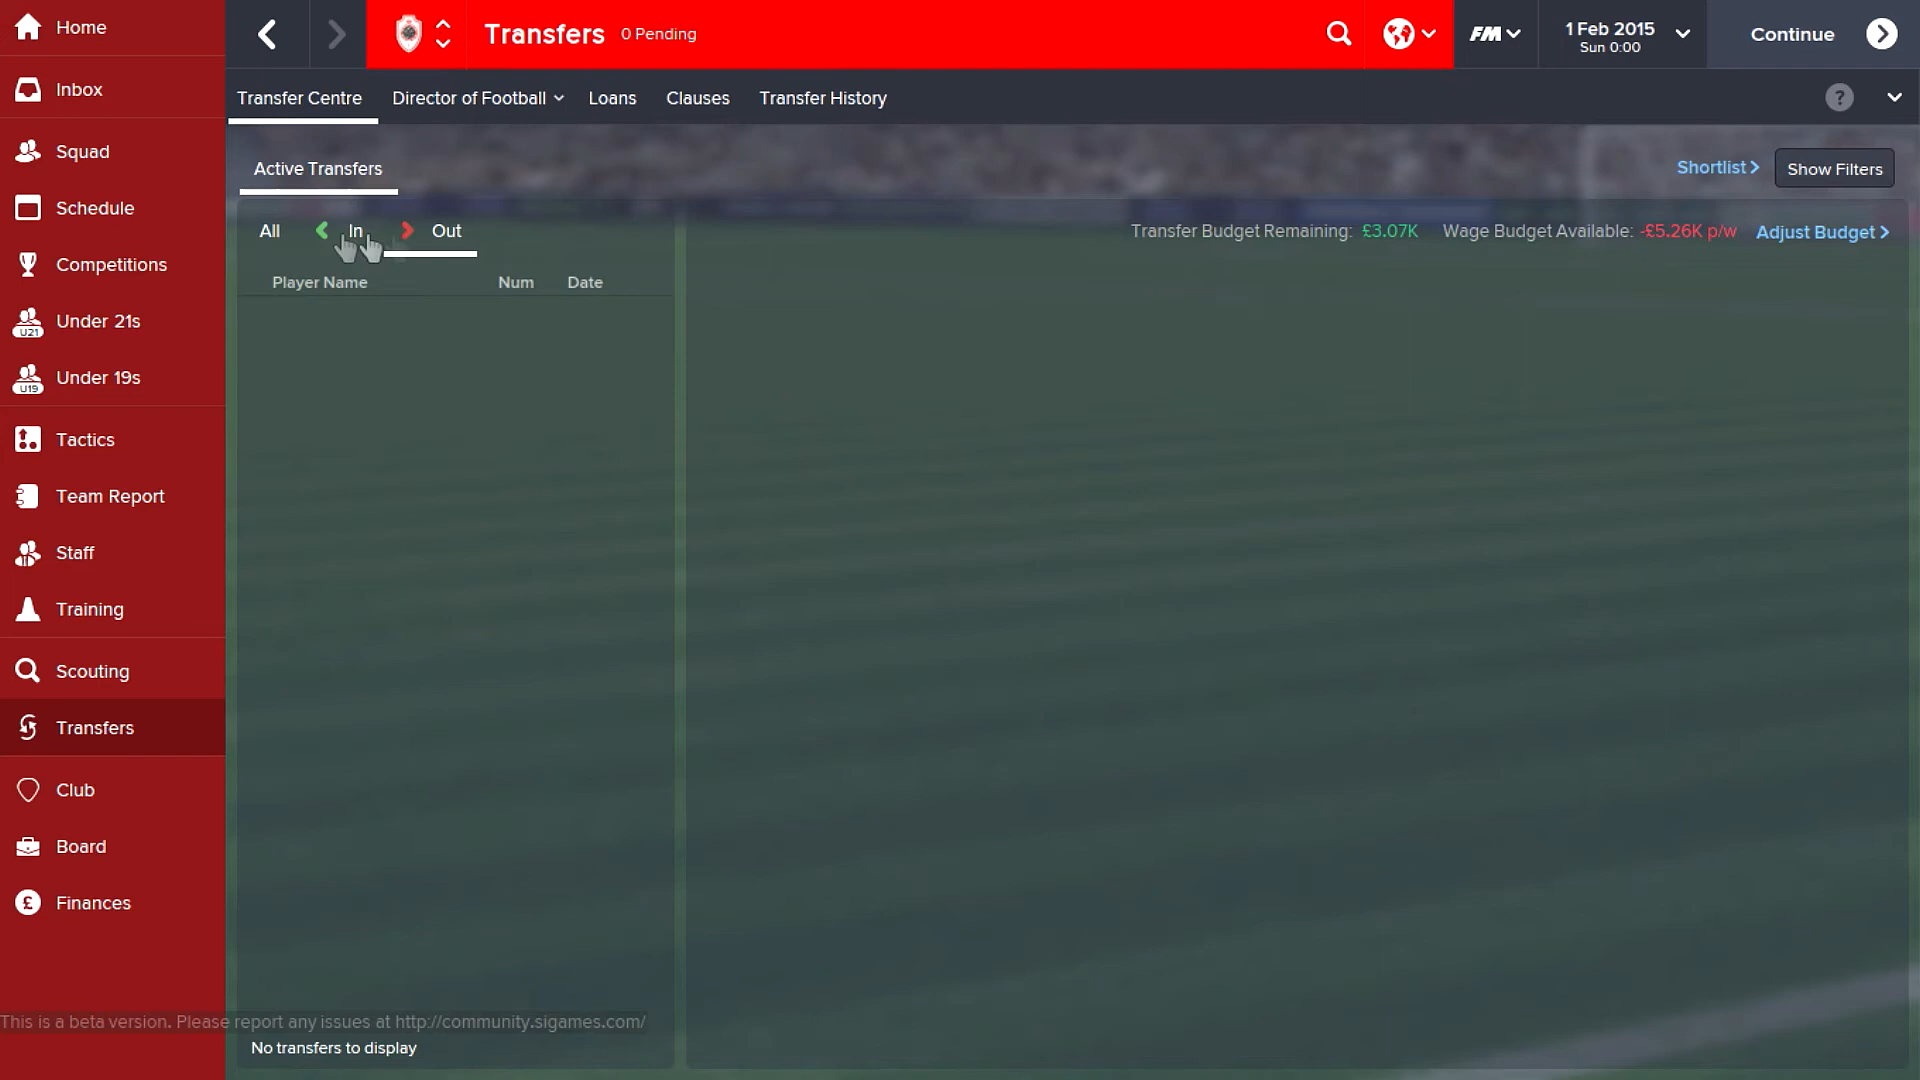 Home
Inbox
Squad
Schedule
Competitions
U21
Under 21s
U19
Under 19s
Tactics
Team Report
Staff
Training
Scouting
Transfers
Club
Board
£
Finances
Transfers 0 Pending
FM
1 Feb 2015
Sun 0:00
Continue
Transfer Centre Director of Football Loans Clauses Transfer History
?
Active Transfers
Shortlist
Show Filters
All In Out
Transfer Budget Remaining: £3.07K Wage Budget Available: -£5.26K p/w Adjust Budget
Player Name Num Date
This is a beta version. Please report any issues at http://community.sigames.com/
No transfers to display